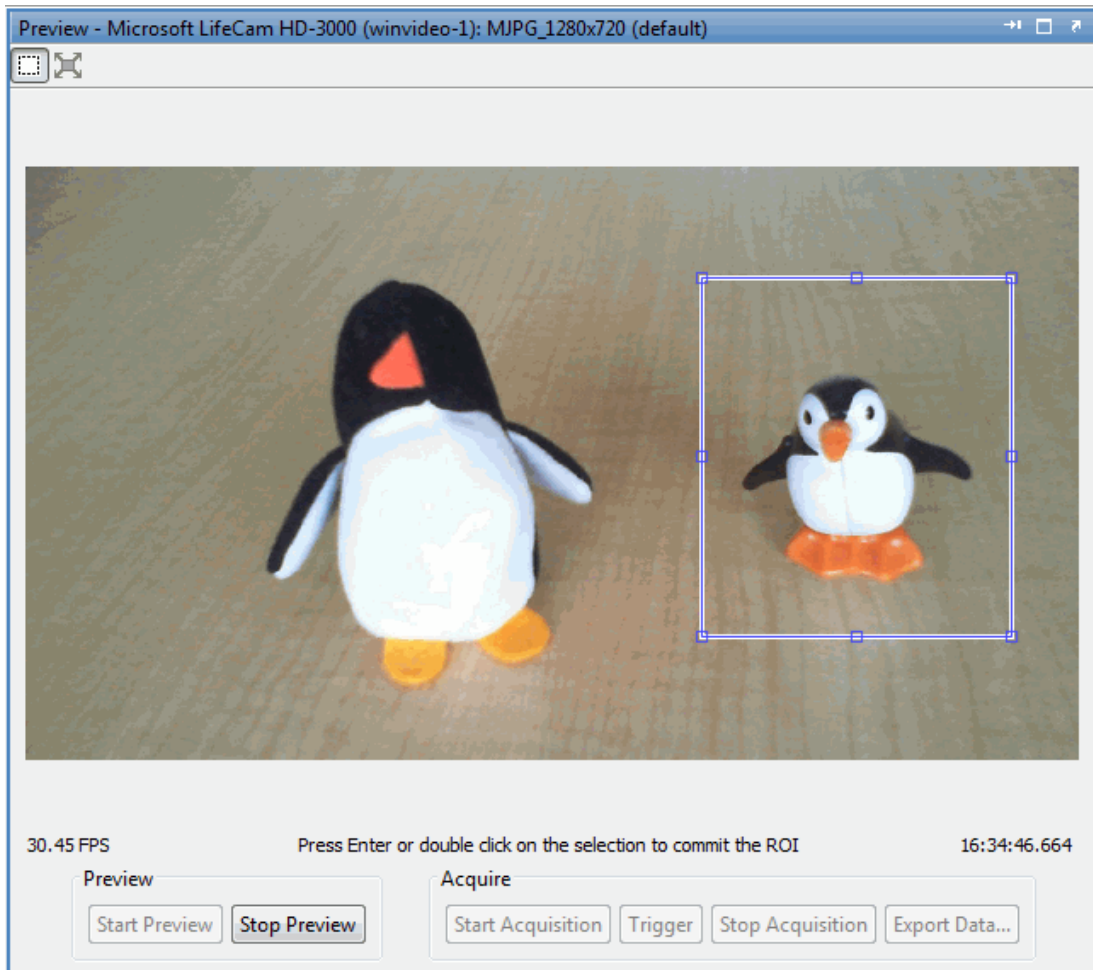 Preview - Microsoft LifeCam HD-3000 (winvideo-1): MJPG_1280x720 (default)
30.45 FPS Press Enter or double click on the selection to commit the ROI 16:34:46.664
Preview Acquire
Start Preview Stop Preview Start Acquisition Trigger Stop Acquisition Export Data...